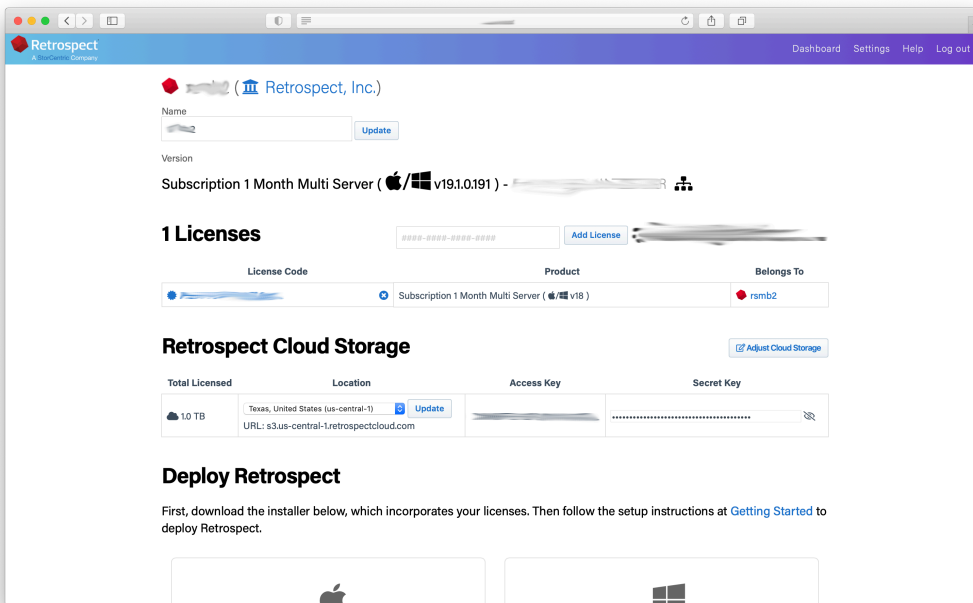 Retrospect
A StorCentric Company
Dashboard Settings Help Log out
( Retrospect, Inc.)
Name
Update
Version
Subscription 1 Month Multi Server ( / v19.1.0.191 ) -
1 Licenses
####-####-####-####
Add License
License Code Product Belongs To
Subscription 1 Month Multi Server ( / v18 ) rsmb2
Retrospect Cloud Storage
Adjust Cloud Storage
Total Licensed Location Access Key Secret Key
1.0 TB Texas, United States (us-central-1) Update
URL: s3.us-central-1.retrospectcloud.com
Deploy Retrospect
First, download the installer below, which incorporates your licenses. Then follow the setup instructions at Getting Started to
deploy Retrospect.